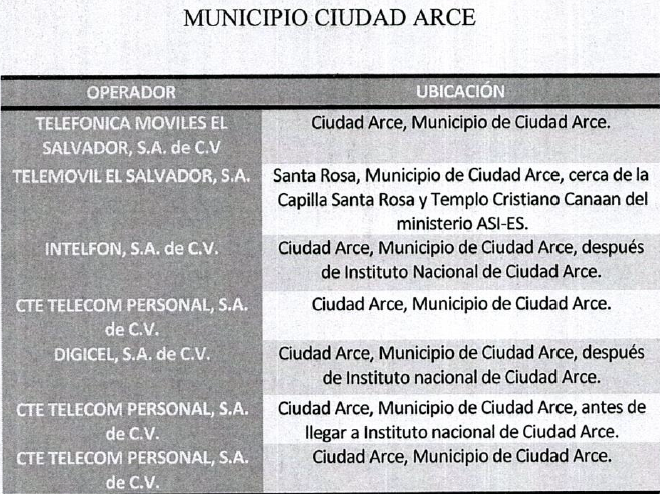 MUNICIPIO CIUDAD ARCE
OPERADOR UBICACIÓN
TELEFONICA MOVILES EL
SALVADOR, S.A. de C.V
Ciudad Arce, Municipio de Ciudad Arce.
TELEMOVIL EL SALVADOR, S.A.
Santa Rosa, Municipio de Ciudad Arce, cerca de la
Capilla Santa Rosa y Templo Cristiano Canaan del
ministerio ASI-ES.
INTELFON, S.A. de C.V.
Ciudad Arce, Municipio de Ciudad Arce, después
de Instituto Nacional de Ciudad Arce.
CTE TELECOM PERSONAL, S.A.
de C.V.
Ciudad Arce, Municipio de Ciudad Arce.
DIGICEL, S.A. de C.V.
Ciudad Arce, Municipio de Ciudad Arce, después
de Instituto nacional de Ciudad Arce.
CTE TELECOM PERSONAL, S.A.
de C.V.
Ciudad Arce, Municipio de Ciudad Arce, antes de
llegar a Instituto nacional de Ciudad Arce.
CTE TELECOM PERSONAL, S.A.
de C.V.
Ciudad Arce, Municipio de Ciudad Arce.